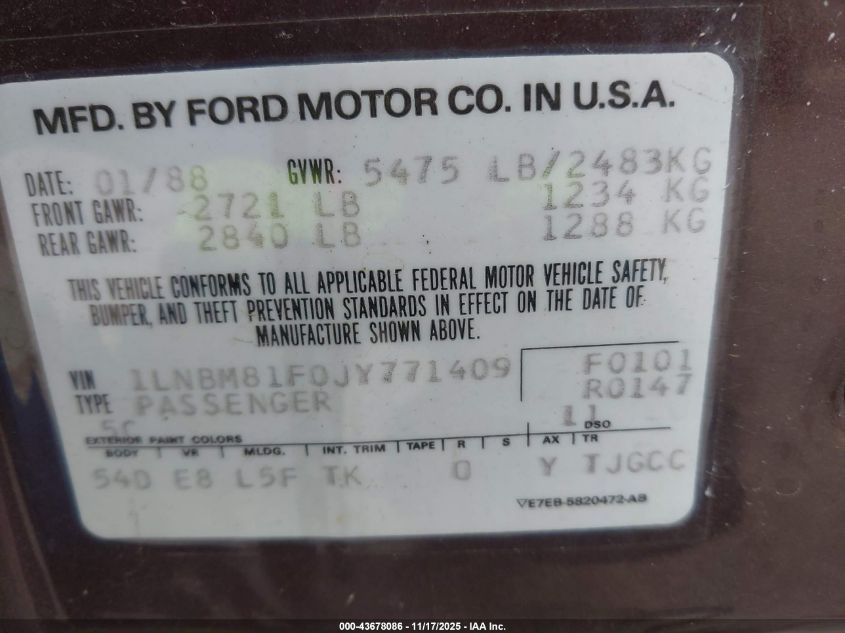 MFD. BY FORD MOTOR CO. IN U.S.A.
DATE: 01/88 GVWR: 5475 LB/2483KG
FRONT GAWR: 2721 LB 1234 KG
REAR GAWR: 2840 LB 1288 KG
THIS VEHICLE CONFORMS TO ALL APPLICABLE FEDERAL MOTOR VEHICLE SAFETY,
BUMPER, AND THEFT PREVENTION STANDARDS IN EFFECT ON THE DATE OF
MANUFACTURE SHOWN ABOVE.
VIN 1LNBM81F0JY771409 F0101
TYPE PASSENGER R0147
5C 11 DSO
EXTERIOR PAINT COLORS
BODY VR MLDG. INT. TRIM TAPE R S AX TR
54D E8 L5F TK 0 Y TJGCC
VE7EB-5820472-AB
000-43678086 - 11/17/2025 - IAA Inc.